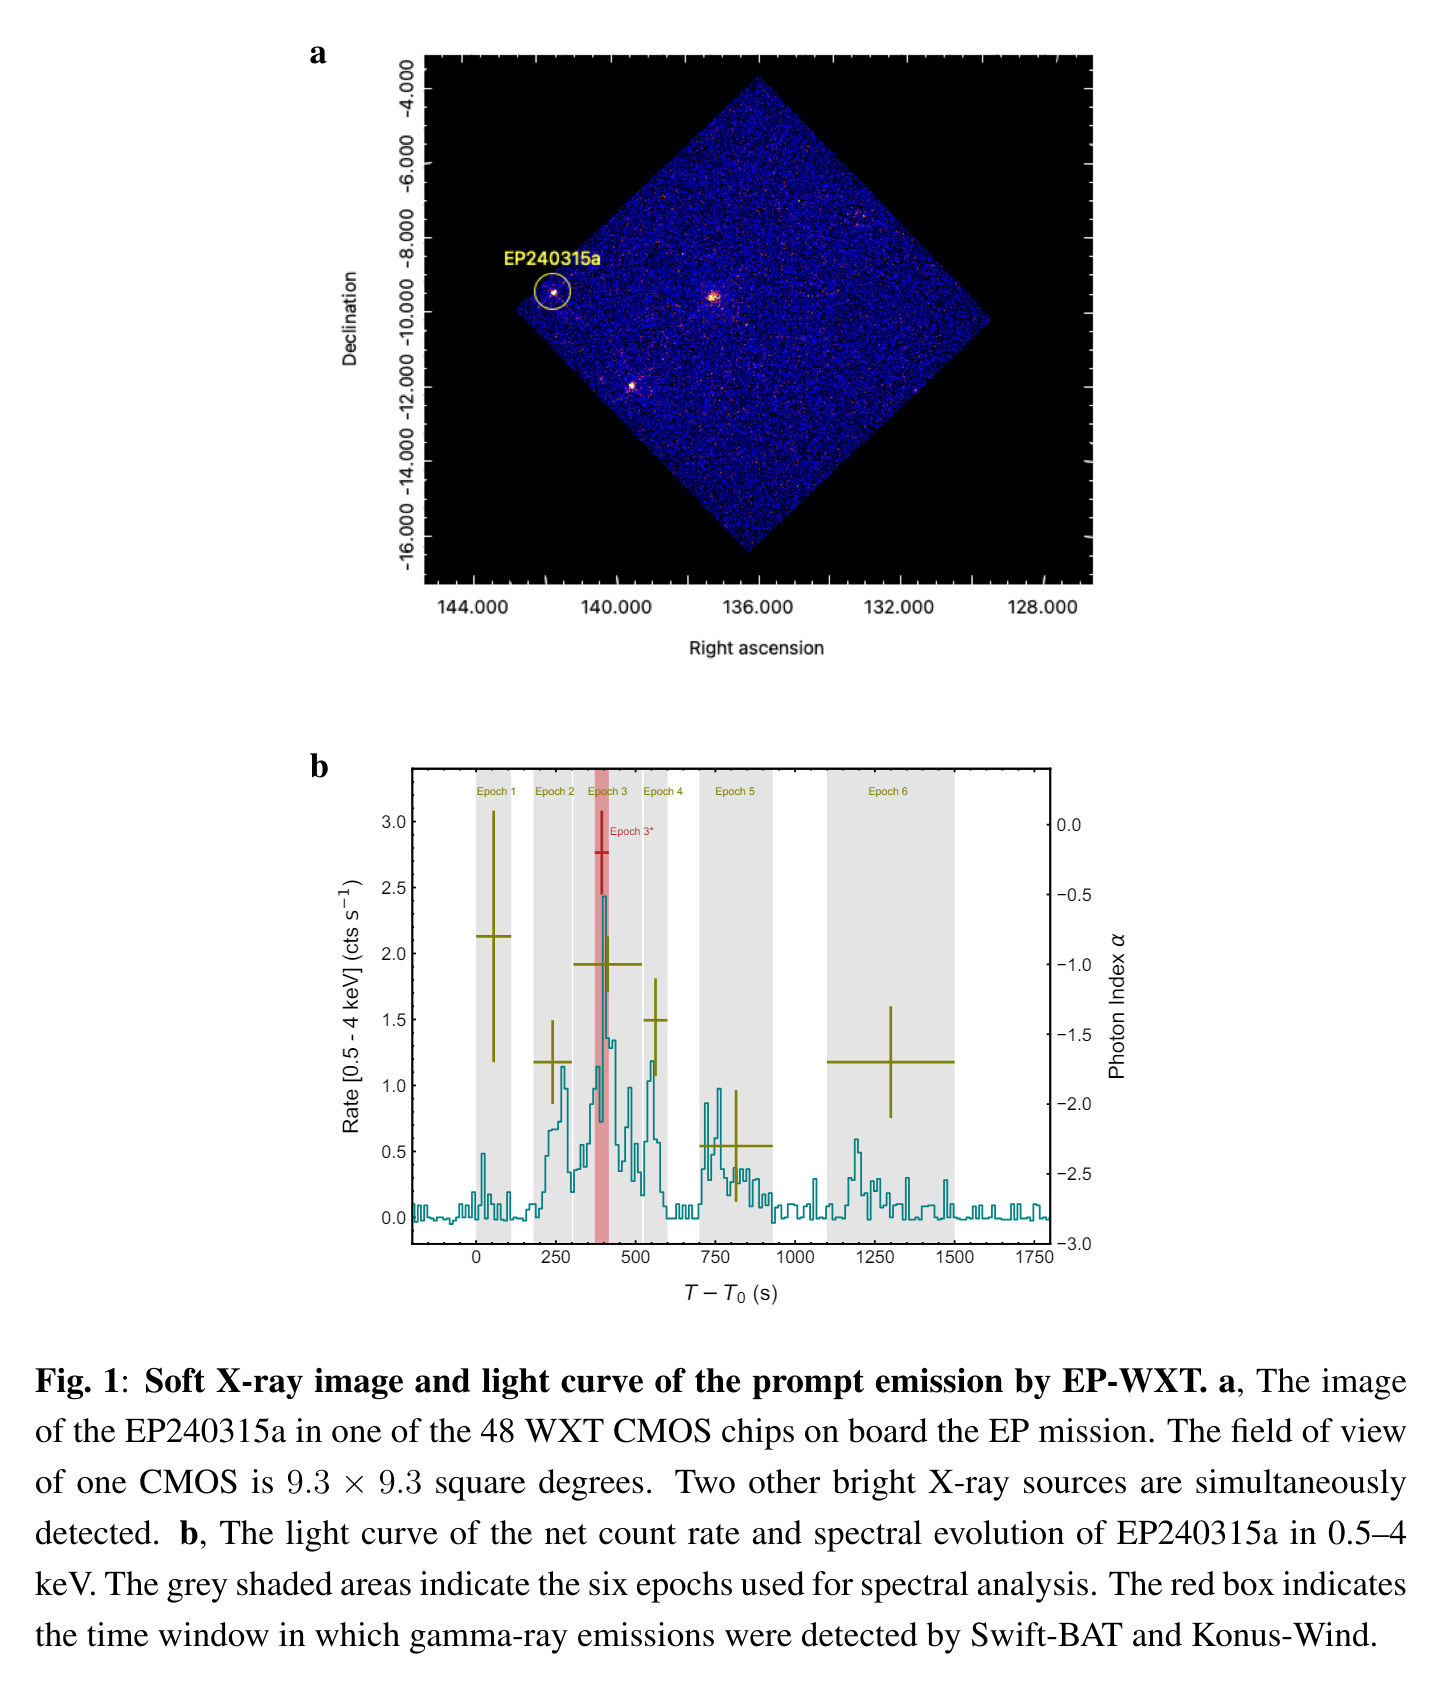 a
EP240315a
Declination
-4.000
-6.000
-8.000
-10.000
-12.000
-14.000
-16.000
144.000 140.000 136.000 132.000 128.000
Right ascension
b
Epoch 1 Epoch 2 Epoch 3 Epoch 4 Epoch 5 Epoch 6
Epoch 3*
Rate [0.5 - 4 keV] (cts s⁻¹)
3.0
2.5
2.0
1.5
1.0
0.5
0.0
0.0
−0.5
−1.0
−1.5
−2.0
−2.5
−3.0
Photon Index α
0 250 500 750 1000 1250 1500 1750
T − T₀ (s)
Fig. 1: Soft X-ray image and light curve of the prompt emission by EP-WXT. a, The image
of the EP240315a in one of the 48 WXT CMOS chips on board the EP mission. The field of view
of one CMOS is 9.3 × 9.3 square degrees. Two other bright X-ray sources are simultaneously
detected. b, The light curve of the net count rate and spectral evolution of EP240315a in 0.5–4
keV. The grey shaded areas indicate the six epochs used for spectral analysis. The red box indicates
the time window in which gamma-ray emissions were detected by Swift-BAT and Konus-Wind.